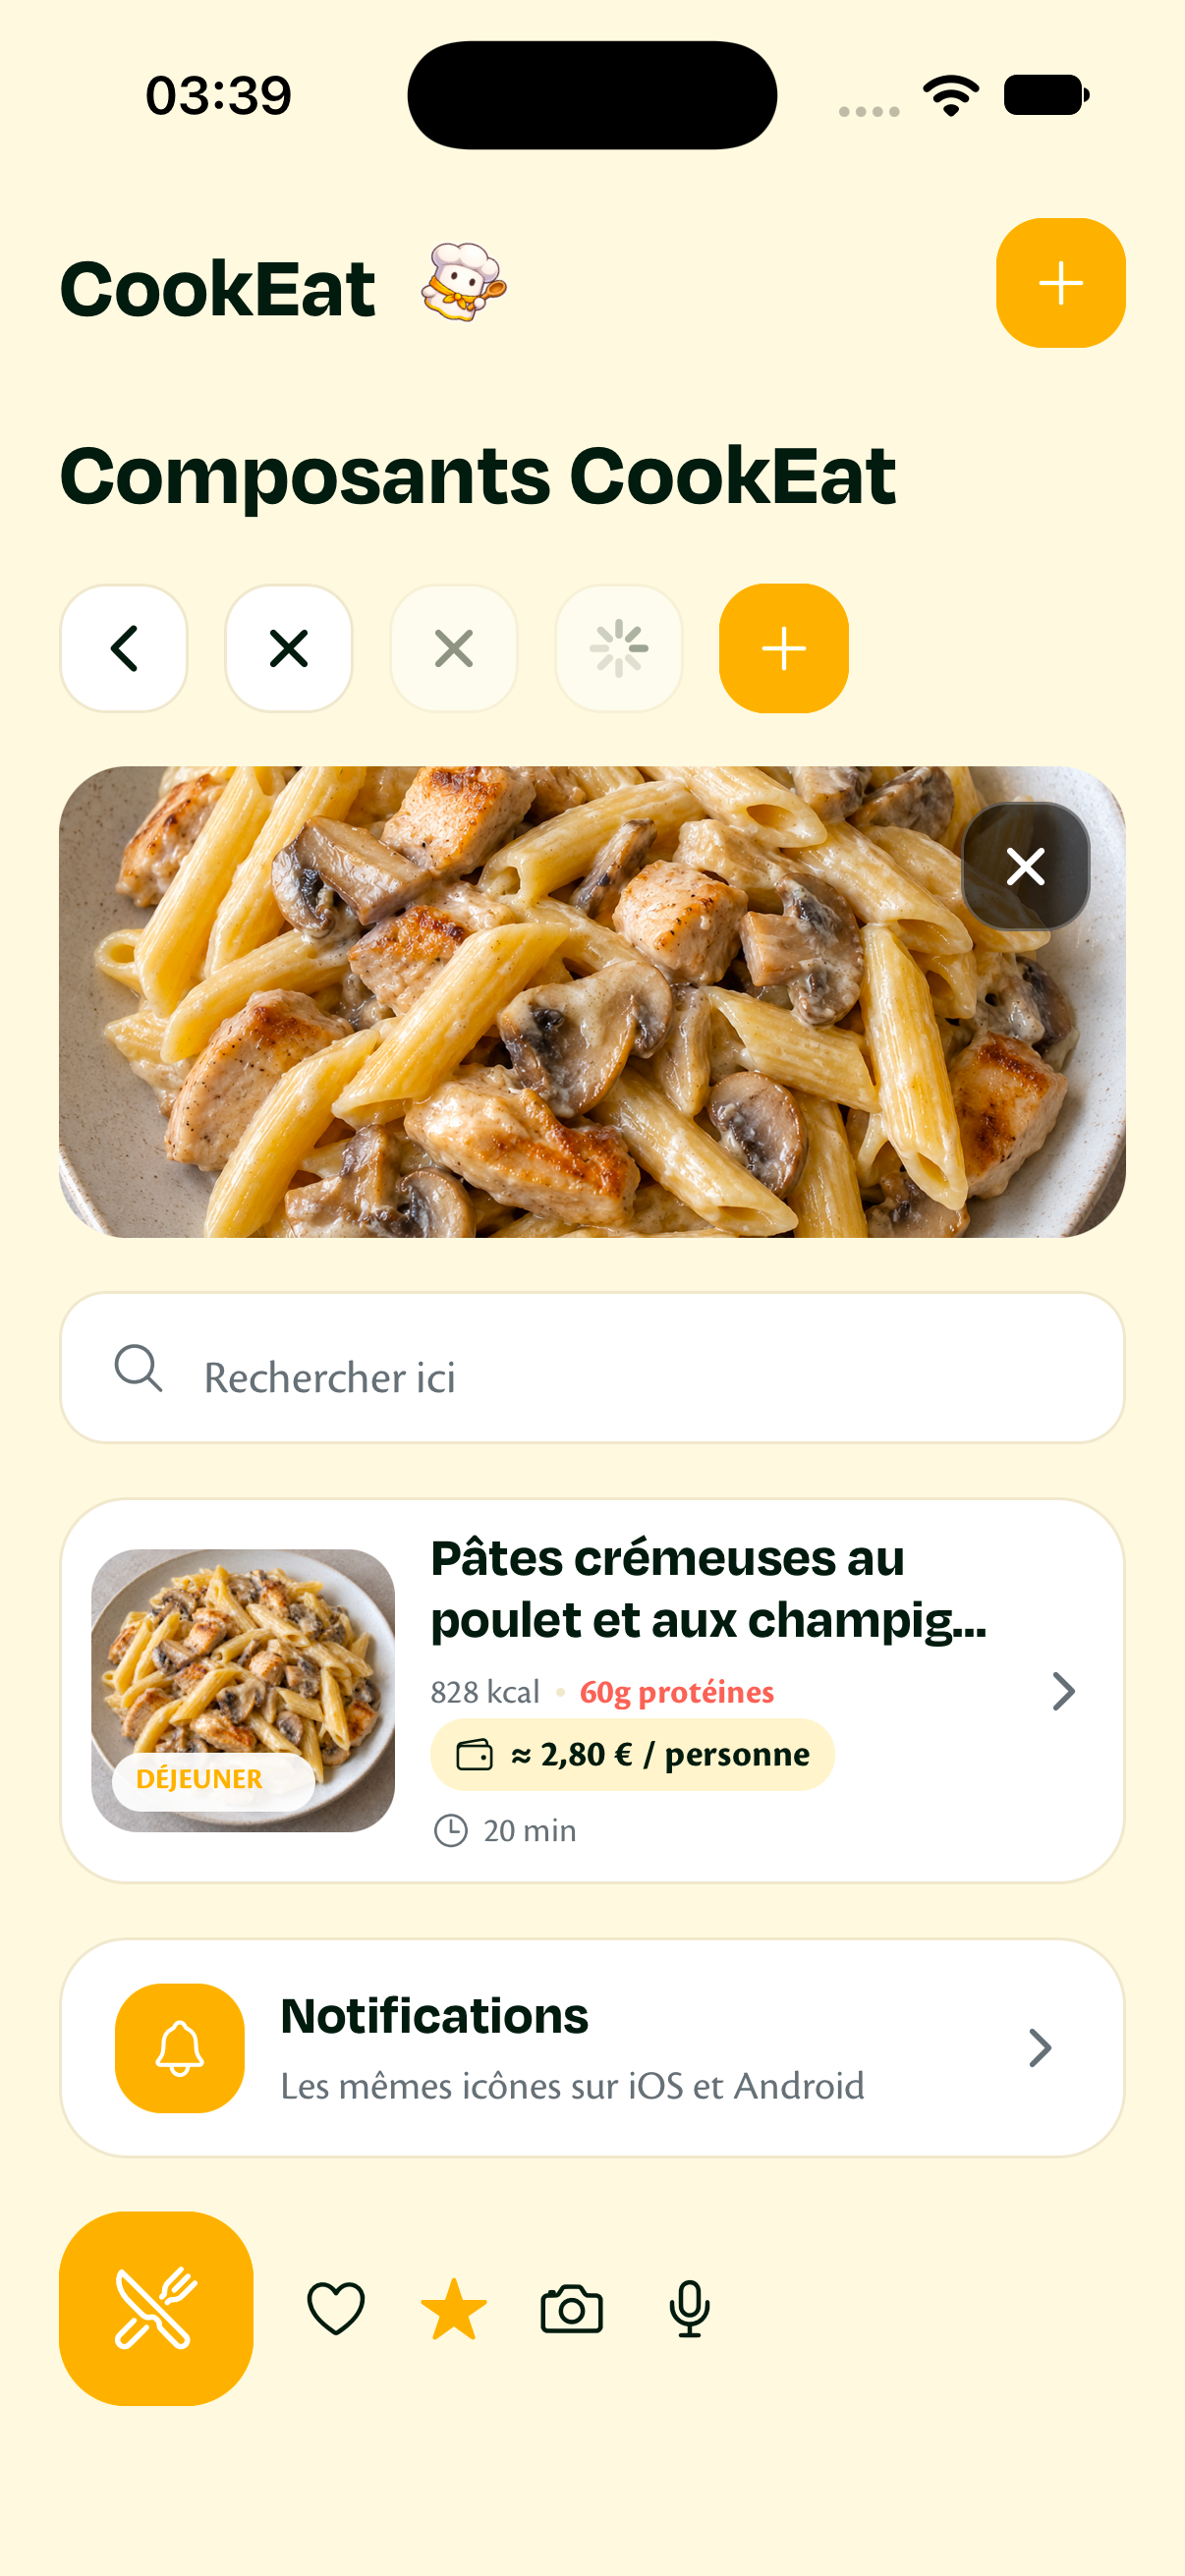 03:39
CookEat
Composants CookEat
Rechercher ici
Pâtes crémeuses au
poulet et aux champig...
828 kcal • 60g protéines
≈ 2,80 € / personne
20 min
DÉJEUNER
Notifications
Les mêmes icônes sur iOS et Android